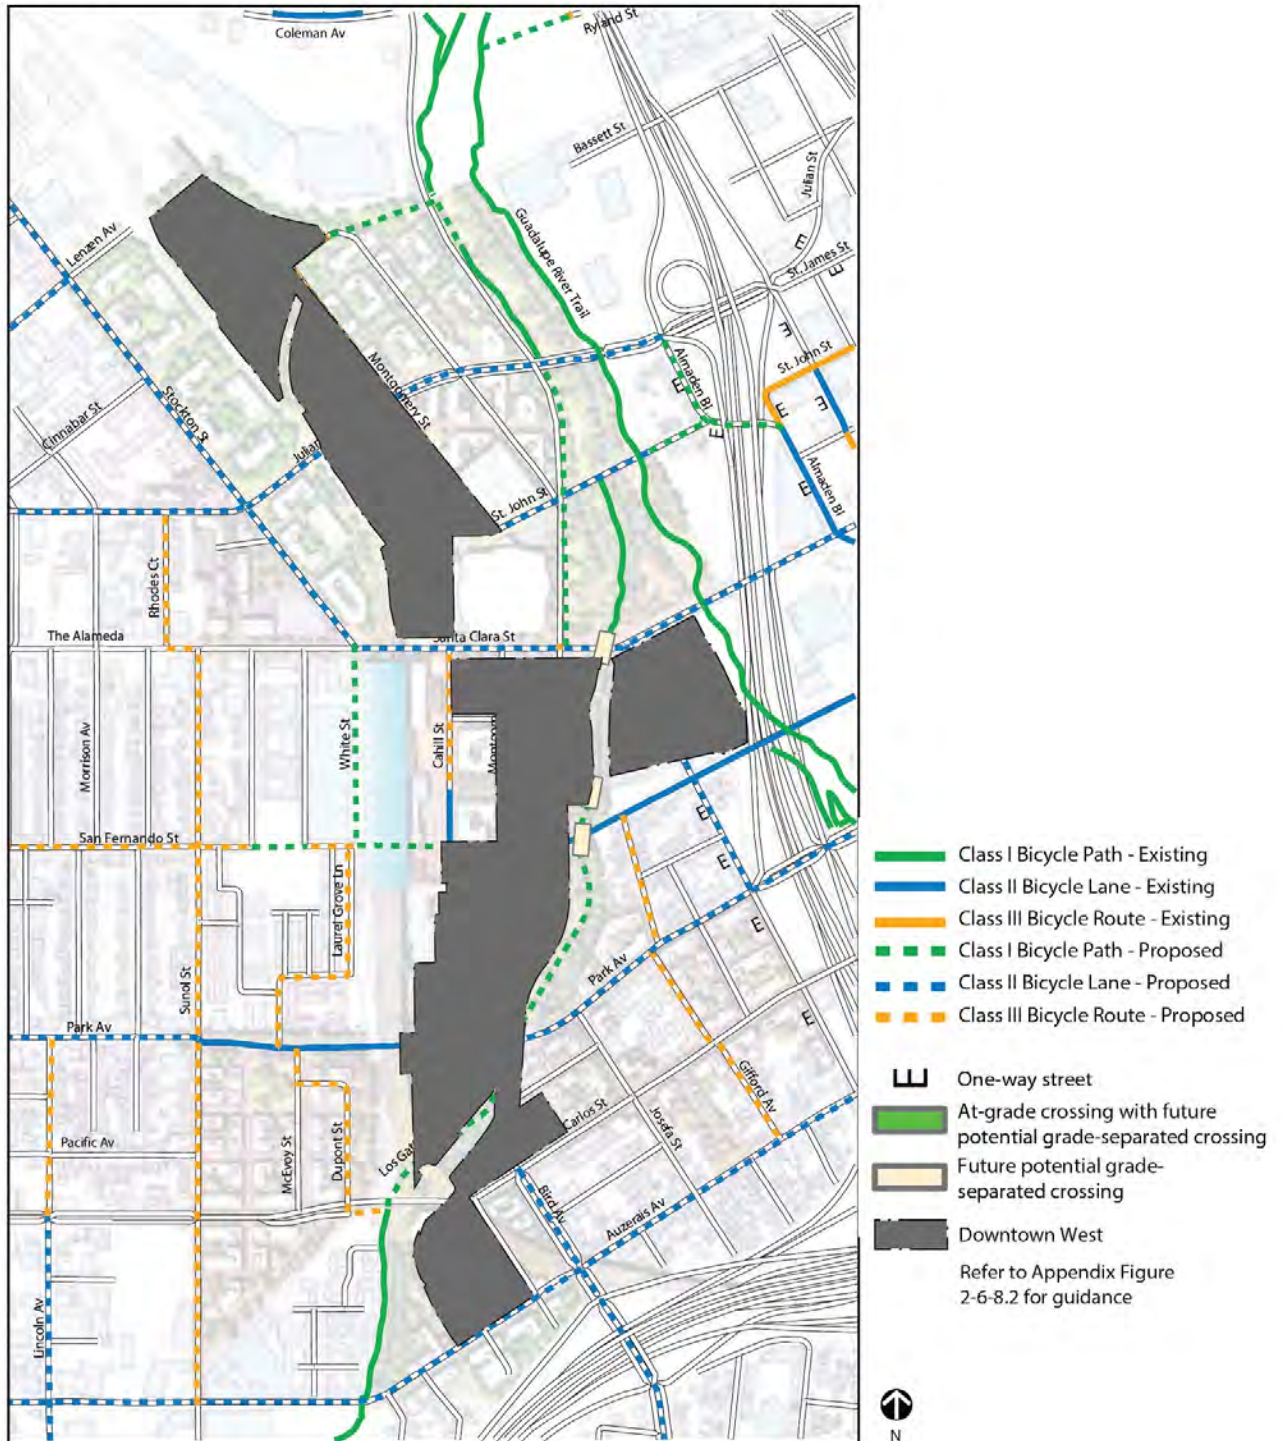 Coleman Av
Ryland St
Bassett St
Julian St
Guadalupe River Trail
Lenzen Av
St. James St
St. John St
Almaden Bl
Montgomery St
Stockton St
Cinnabar St
Julian
Almaden Bl
St. John St
Rhodes Ct
The Alameda
Santa Clara St
Morrison Av
White St
Cahill St
San Fernando St
Laurel Grove Ln
Sunol St
Park Av
Park Av
Gifford Av
Carlos St
Josefa St
Pacific Av
McEvoy St
Dupont St
Los Gat
Bird Av
Auzerais Av
Lincoln Av
Class I Bicycle Path - Existing
Class II Bicycle Lane - Existing
Class III Bicycle Route - Existing
Class I Bicycle Path - Proposed
Class II Bicycle Lane - Proposed
Class III Bicycle Route - Proposed
One-way street
At-grade crossing with future
potential grade-separated crossing
Future potential grade-
separated crossing
Downtown West
Refer to Appendix Figure
2-6-8.2 for guidance
N